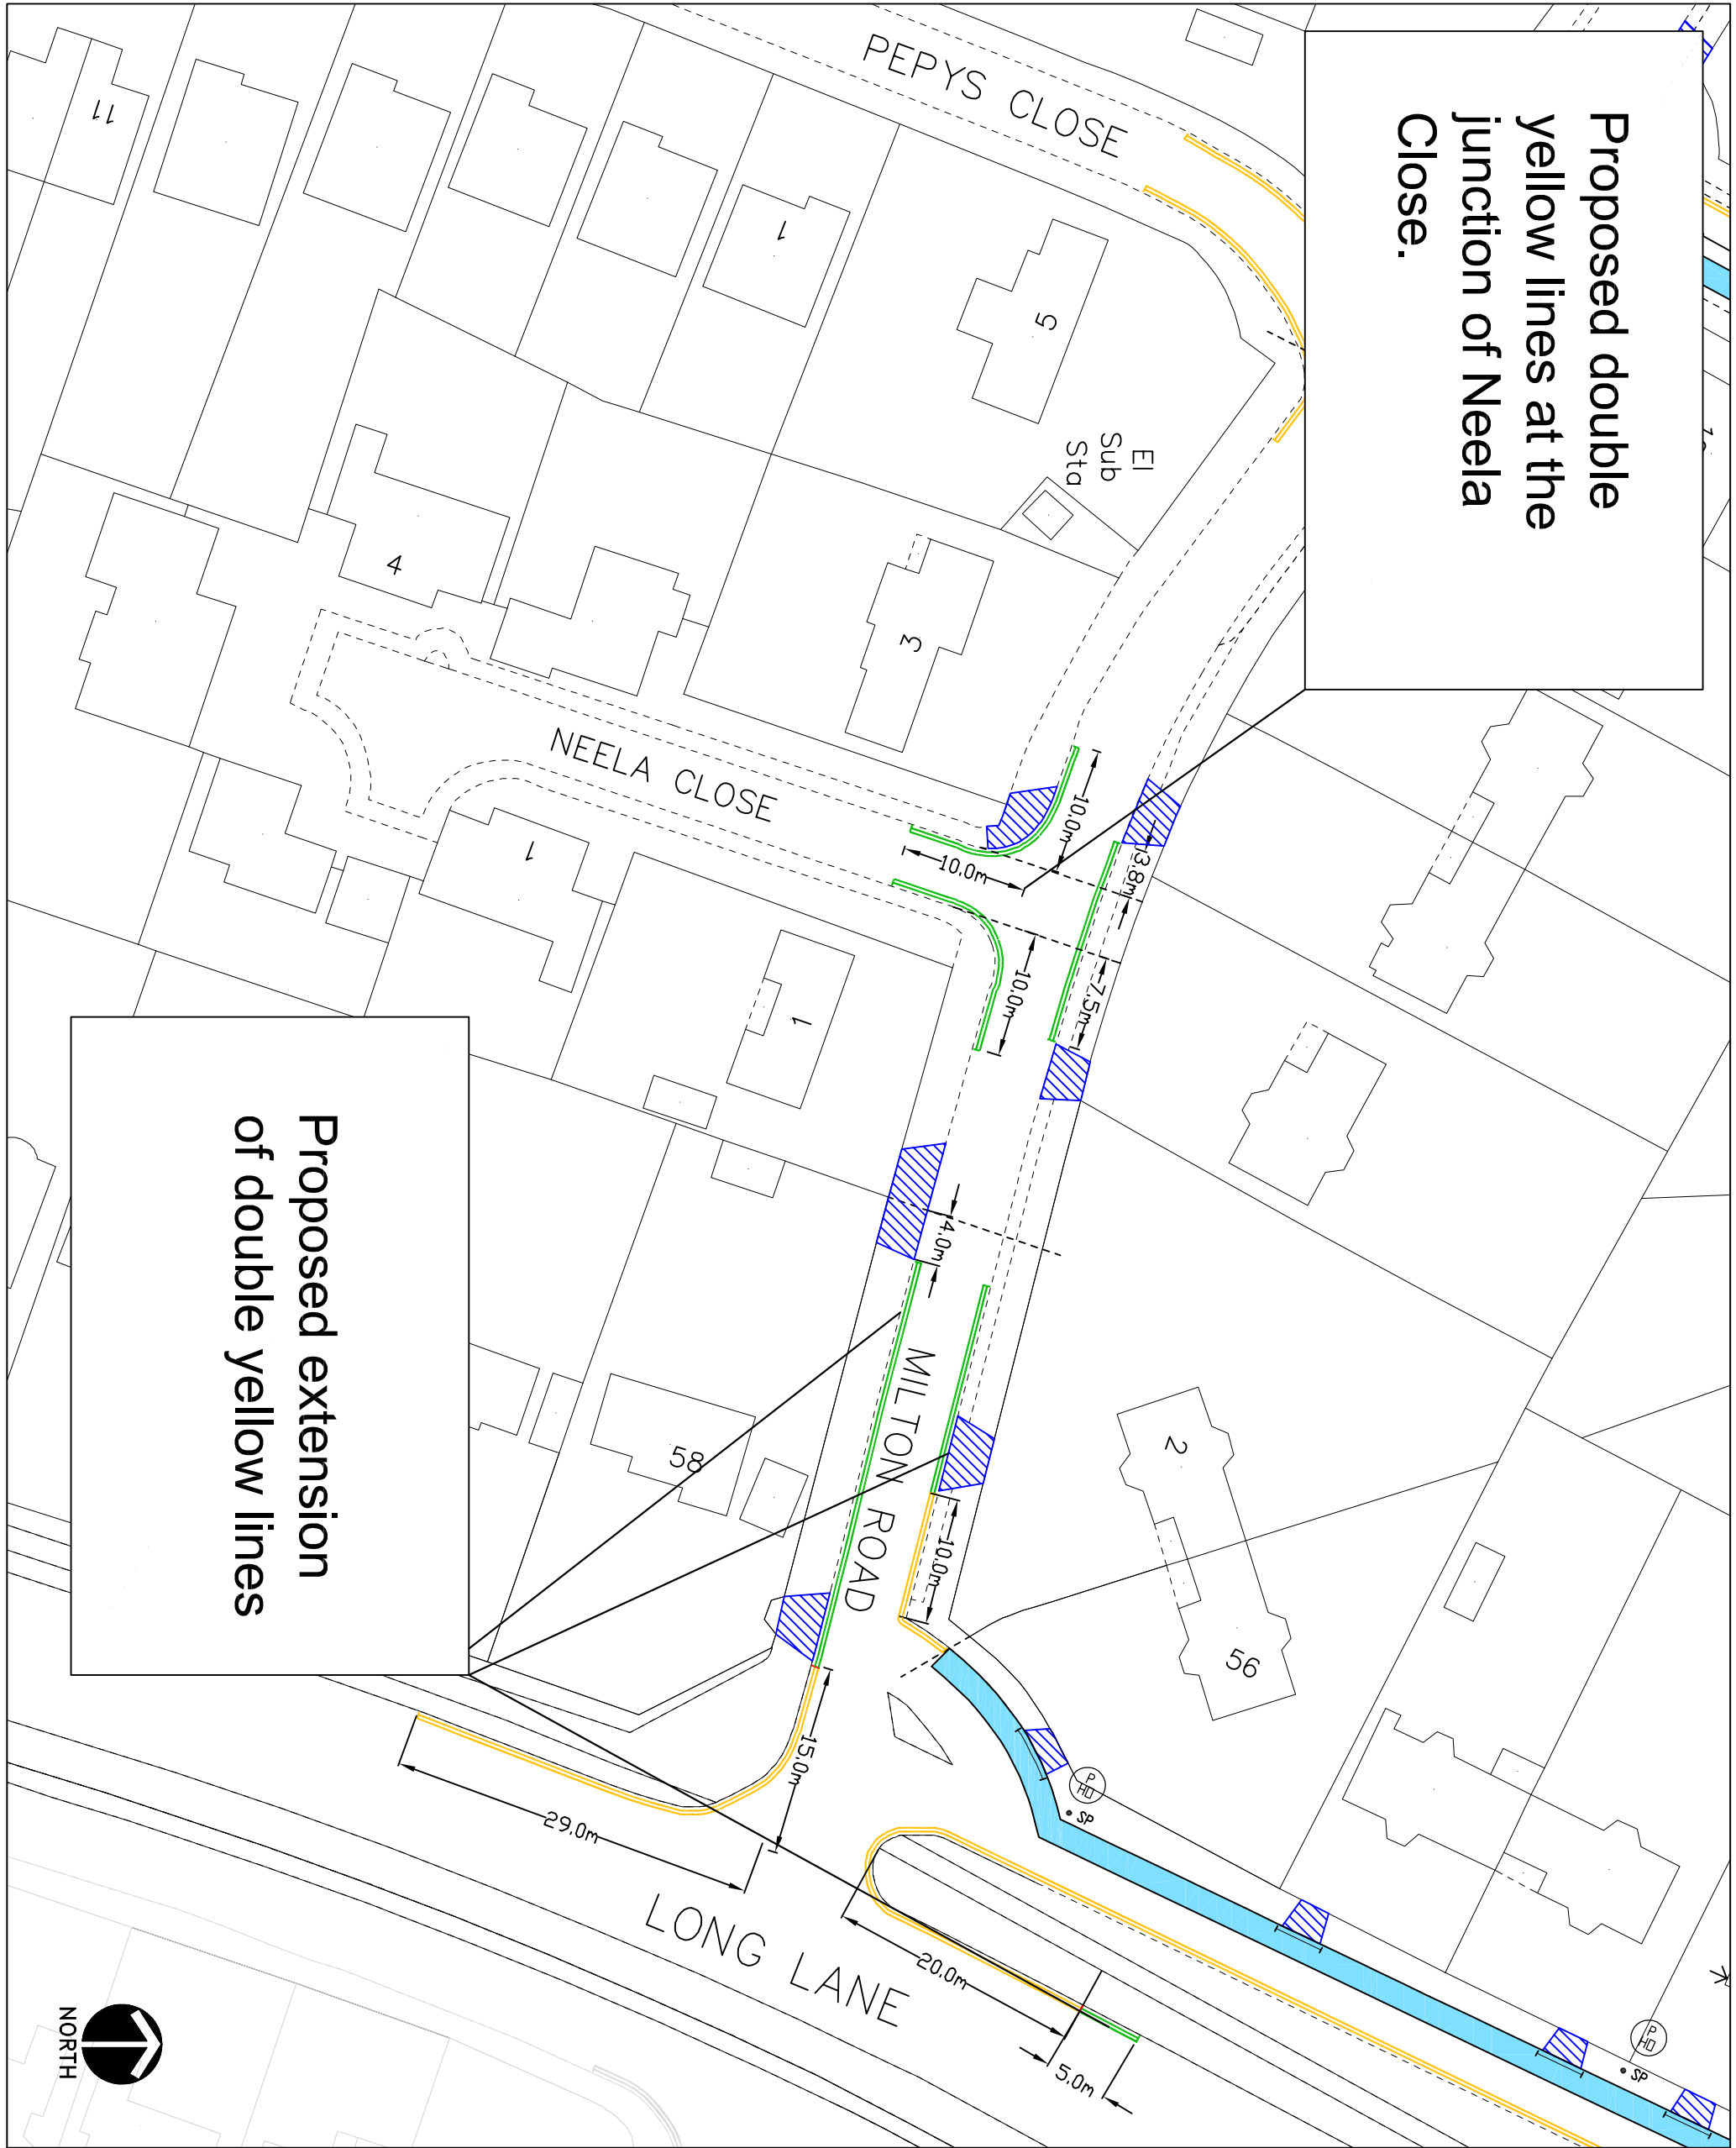 Proposed double
yellow lines at the
junction of Neela
Close.
PEPYS CLOSE
11
1
5
El
Sub
Sta
4
3
NEELA CLOSE
10.0m
10.0m
3.8m
7.5m
10.0m
1
1
4.0m
MILTON ROAD
58
2
56
10.0m
15.0m
29.0m
20.0m
5.0m
LONG LANE
P
SP
P
SP
Proposed extension
of double yellow lines
NORTH